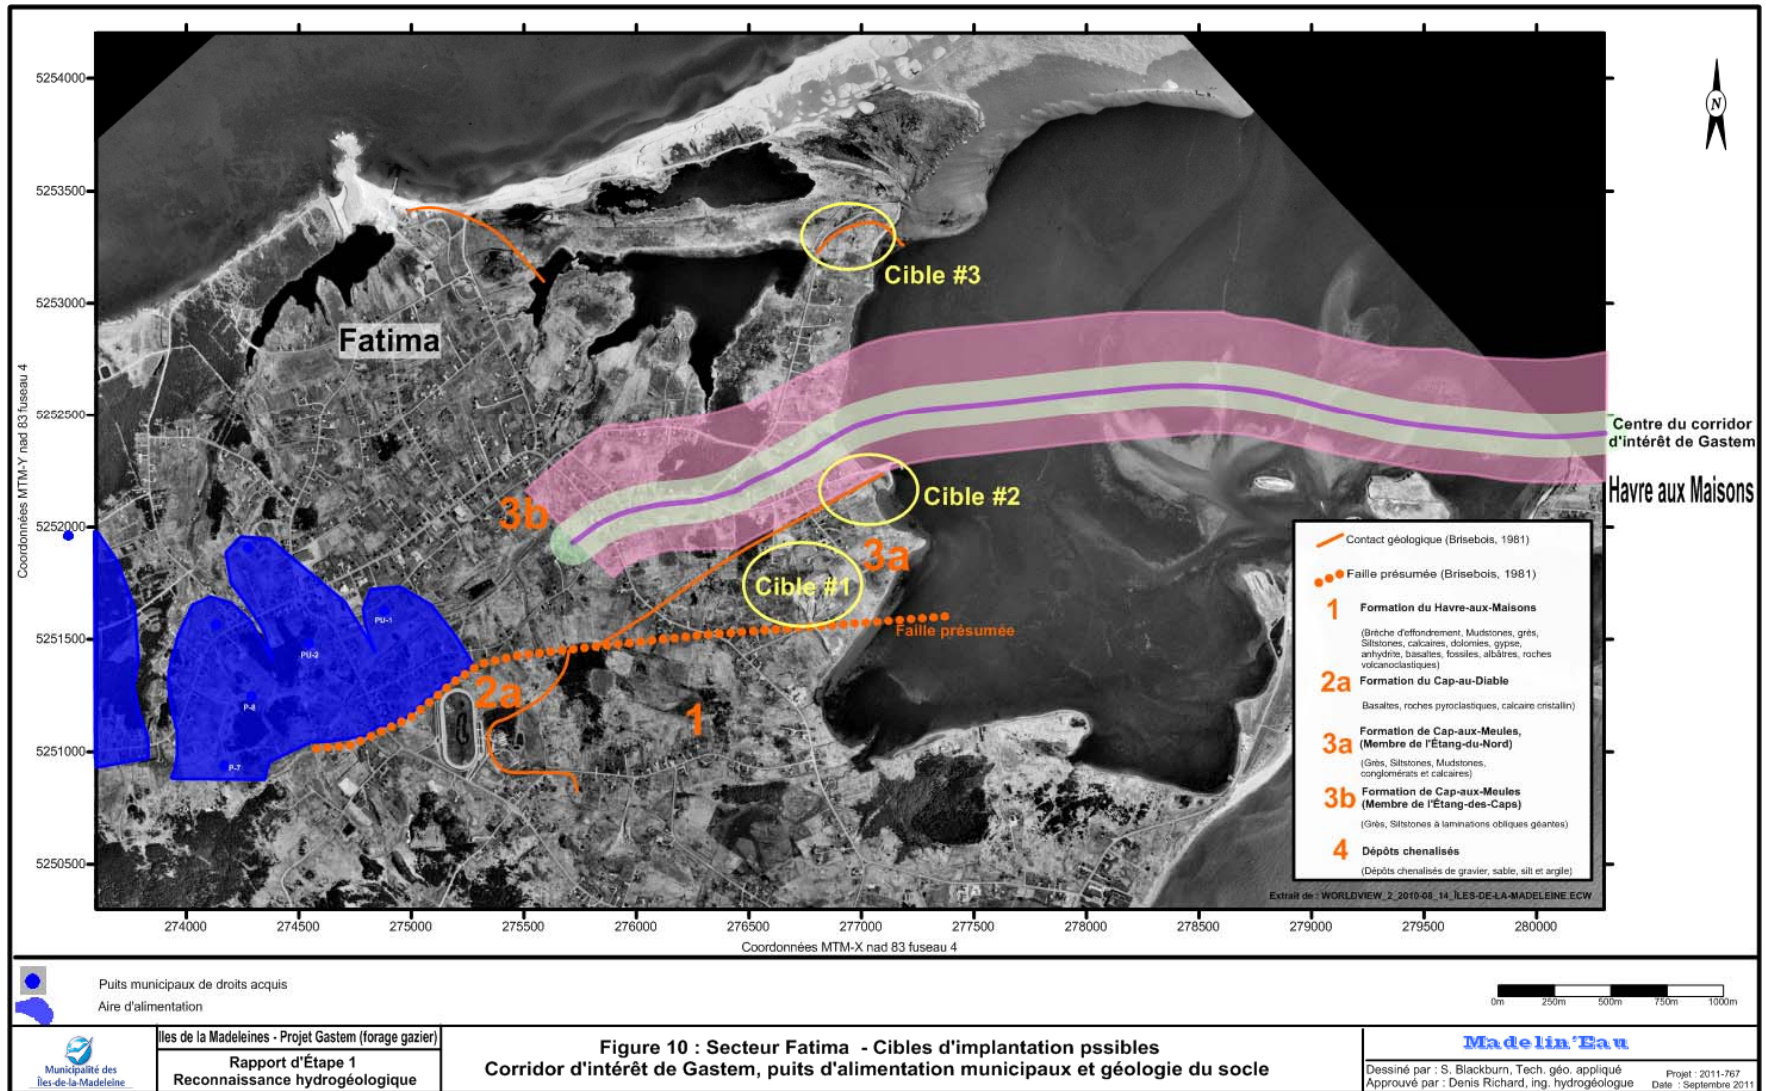 5254000
5253500
5253000
5252500
5252000
5251500
5251000
5250500
Coordonnées MTM-Y nad 83 fuseau 4
N
Fatima
Cible #3
Cible #2
Cible #1
3b
3a
2a
1
PU-1
PU-2
P-8
P-7
Faille présumée
Centre du corridor
d'intérêt de Gastem
Havre aux Maisons
Contact géologique (Brisebois, 1981)
Faille présumée (Brisebois, 1981)
1 Formation du Havre-aux-Maisons
(Brèche d'effondrement, Mudstones, grès,
Siltstones, calcaires, dolomies, gypse,
anhydrite, basaltes, fossiles, albâtres, roches
volcanoclastiques)
2a Formation du Cap-au-Diable
Basaltes, roches pyroclastiques, calcaire cristallin)
3a Formation de Cap-aux-Meules,
(Membre de l'Étang-du-Nord)
(Grès, Siltstones, Mudstones,
conglomérats et calcaires)
3b Formation de Cap-aux-Meules
(Membre de l'Étang-des-Caps)
(Grès, Siltstones à laminations obliques géantes)
4 Dépôts chenalisés
(Dépôts chenalisés de gravier, sable, silt et argile)
Extrait de : WORLDVIEW_2_2010-08_14_ÎLES-DE-LA-MADELEINE.ECW
274000 274500 275000 275500 276000 276500 277000 277500 278000 278500 279000 279500 280000
Coordonnées MTM-X nad 83 fuseau 4
Puits municipaux de droits acquis
Aire d'alimentation
0m 250m 500m 750m 1000m
Municipalité des
Îles-de-la-Madeleine
Iles de la Madeleines - Projet Gastem (forage gazier)
Rapport d'Étape 1
Reconnaissance hydrogéologique
Figure 10 : Secteur Fatima - Cibles d'implantation pssibles
Corridor d'intérêt de Gastem, puits d'alimentation municipaux et géologie du socle
Madelin'Eau
Dessiné par : S. Blackburn, Tech. géo. appliqué
Approuvé par : Denis Richard, ing. hydrogéologue
Projet : 2011-767
Date : Septembre 2011